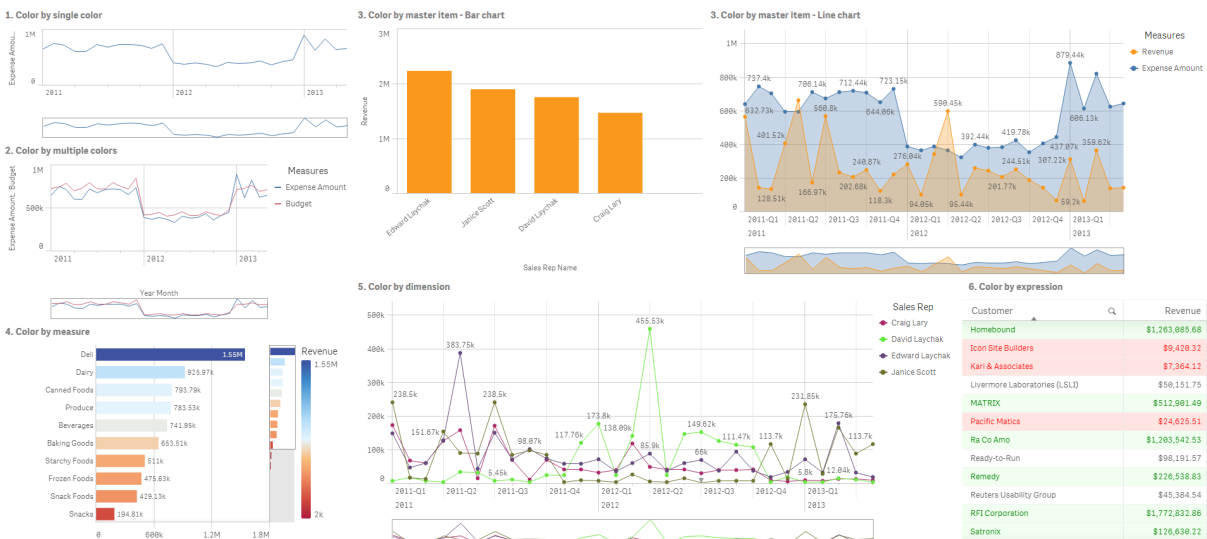 1. Color by single color
Expense Amou..
1M
0
2011
2012
2013
2. Color by multiple colors
Expense Amount, Budget
1M
500k
0
2011
2012
2013
Year Month
Measures
Expense Amount
Budget
3. Color by master item - Bar chart
Revenue
3M
2M
1M
0
Edward Laychak
Janice Scott
David Laychak
Craig Lary
Sales Rep Name
3. Color by master item - Line chart
Measures
Revenue
Expense Amount
1M
800k
600k
400k
200k
0
737.4k
632.73k
401.52k
128.51k
706.14k
560.8k
166.97k
712.44k
240.87k
202.68k
723.15k
644.06k
276.04k
118.3k
94.05k
590.45k
95.44k
392.44k
201.77k
419.78k
244.51k
307.22k
437.07k
59.2k
879.44k
606.13k
359.62k
2011-Q1
2011-Q2
2011-Q3
2011-Q4
2012-Q1
2012-Q2
2012-Q3
2012-Q4
2013-Q1
2011
2012
2013
4. Color by measure
Dell
1.55M
Dairy
925.97k
Canned Foods
793.79k
Produce
783.53k
Beverages
741.95k
Baking Goods
653.51k
Starchy Foods
511k
Frozen Foods
475.63k
Snack Foods
429.13k
Snacks
194.81k
0
600k
1.2M
1.8M
Revenue
1.55M
2k
5. Color by dimension
Sales Rep
Craig Lary
David Laychak
Edward Laychak
Janice Scott
500k
400k
300k
200k
100k
0
238.5k
151.67k
383.75k
238.5k
5.45k
98.07k
117.76k
173.8k
138.09k
455.53k
85.9k
149.62k
66k
111.47k
113.7k
231.85k
5.8k
175.76k
12.04k
113.7k
2011-Q1
2011-Q2
2011-Q3
2011-Q4
2012-Q1
2012-Q2
2012-Q3
2012-Q4
2013-Q1
2011
2012
2013
6. Color by expression
Customer Revenue
Homebound $1,263,085.68
Icon Site Builders $9,420.32
Kari & Associates $7,364.12
Livermore Laboratories (LSLI) $50,151.75
MATRIX $512,901.49
Pacific Matics $24,625.51
Ra Co Amo $1,203,542.53
Ready-to-Run $98,191.57
Remedy $226,538.83
Reuters Usability Group $45,384.54
RFI Corporation $1,772,832.86
Satronix $126,630.22